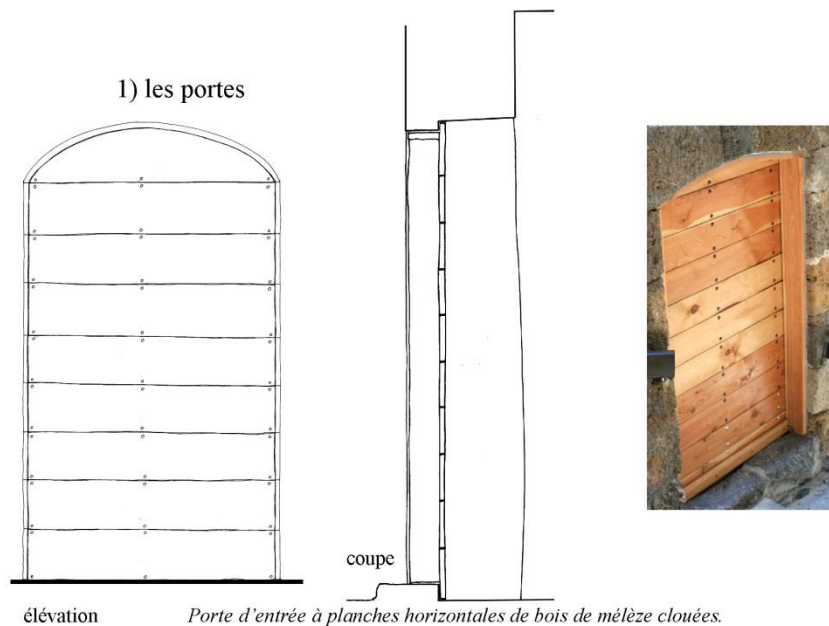 1) les portes
coupe
élévation
Porte d'entrée à planches horizontales de bois de mélèze clouées.